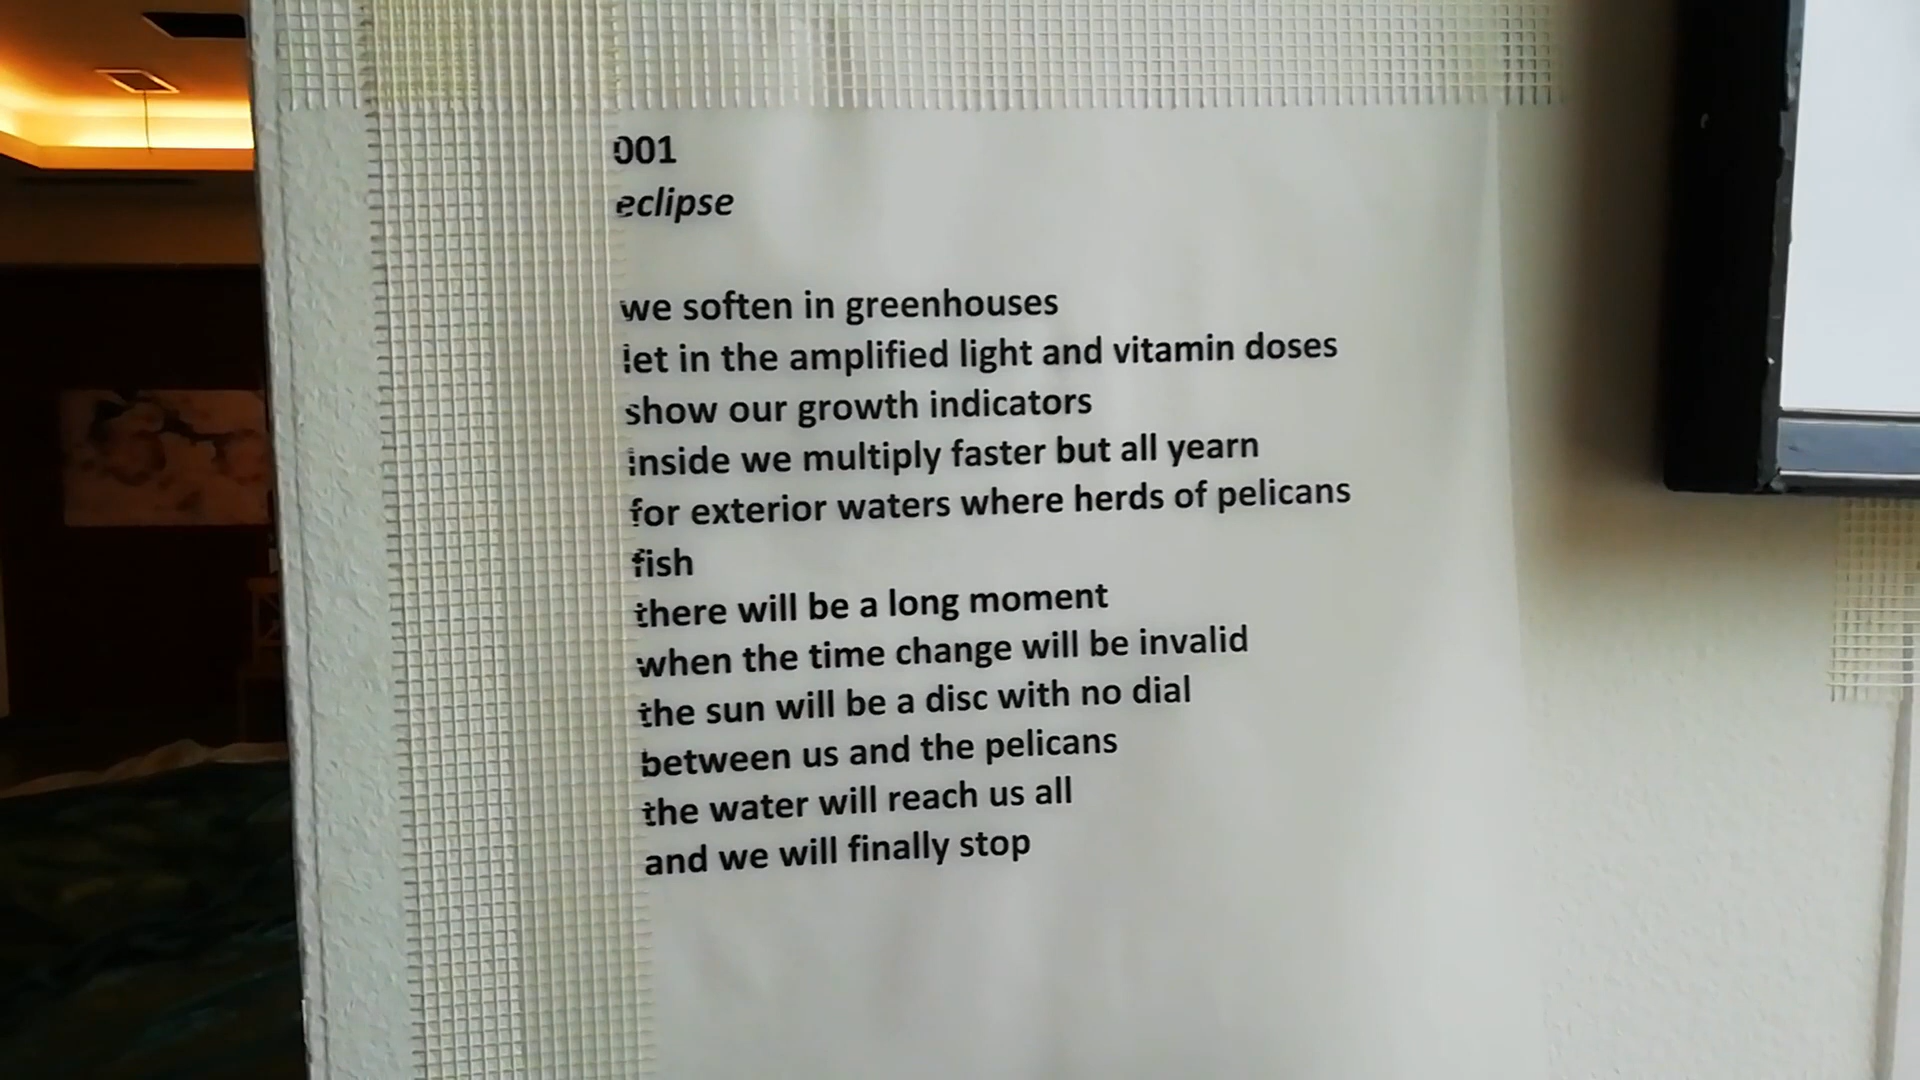 001
eclipse
we soften in greenhouses
let in the amplified light and vitamin doses
show our growth indicators
inside we multiply faster but all yearn
for exterior waters where herds of pelicans
fish
there will be a long moment
when the time change will be invalid
the sun will be a disc with no dial
between us and the pelicans
the water will reach us all
and we will finally stop